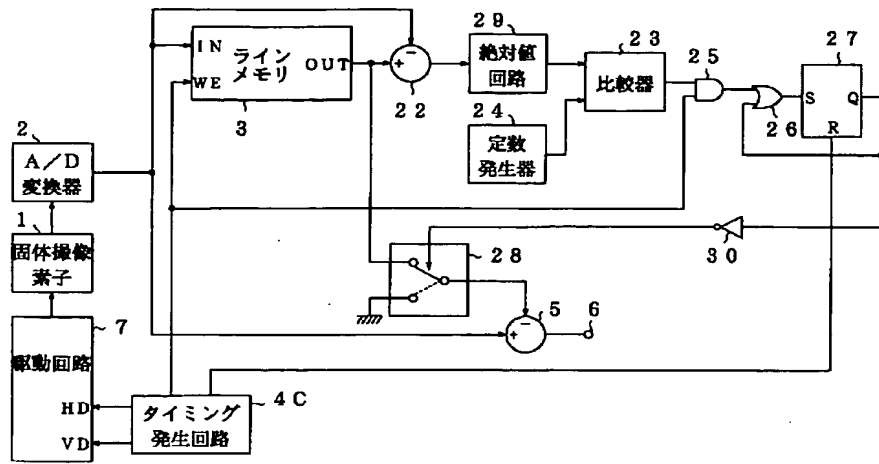 29
絶対値
回路
23
比較器
25
27
S Q
R
26
IN
WE
ライン
メモリ
OUT
3
+
−
22
24
定数
発生器
2
A/D
変換器
1
固体撮像
素子
28
30
7
駆動回路
HD
VD
+
−
5
6
タイミング
発生回路
4C